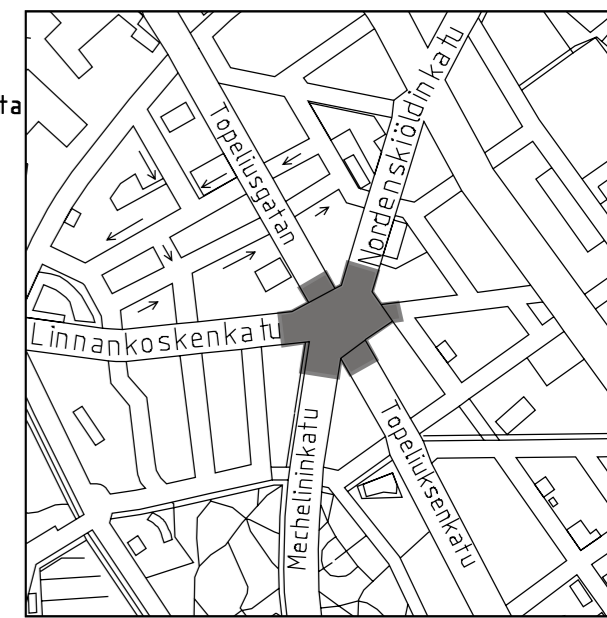 ta
Topeliusgatan
Nordenskiöldinkatu
Linnankoskenkatu
Mechelininkatu
Topeliuksenkatu